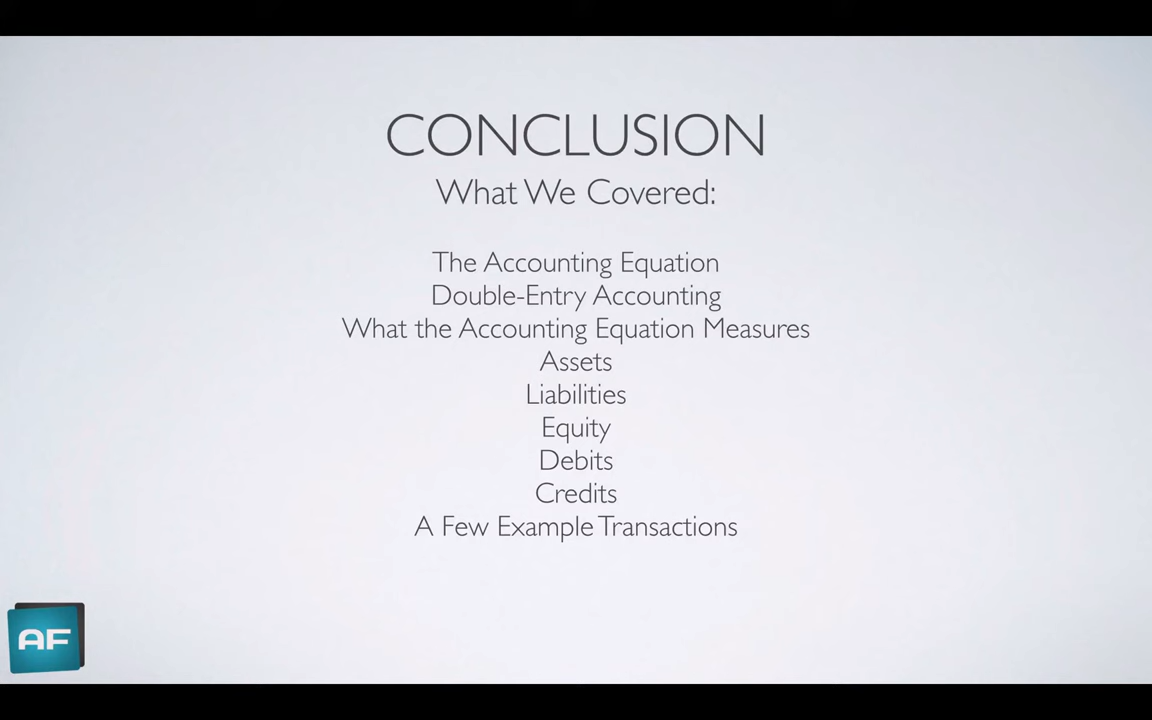 CONCLUSION
What We Covered:
The Accounting Equation
Double-Entry Accounting
What the Accounting Equation Measures
Assets
Liabilities
Equity
Debits
Credits
A Few Example Transactions
AF